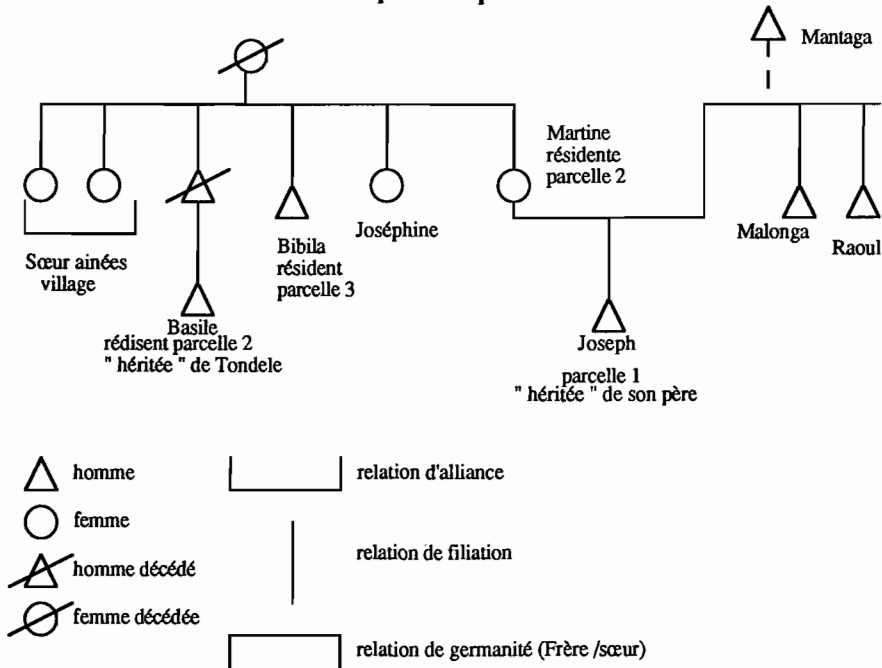 Mantaga
Martine
résidente
parcelle 2
Joséphine
Malonga
Raoul
Bibila
résident
parcelle 3
Sœur ainées
village
Basile
rédisent parcelle 2
" héritée " de Tondele
Joseph
parcelle 1
" héritée " de son père
homme
relation d'alliance
femme
relation de filiation
homme décédé
femme décédée
relation de germanité (Frère /sœur)